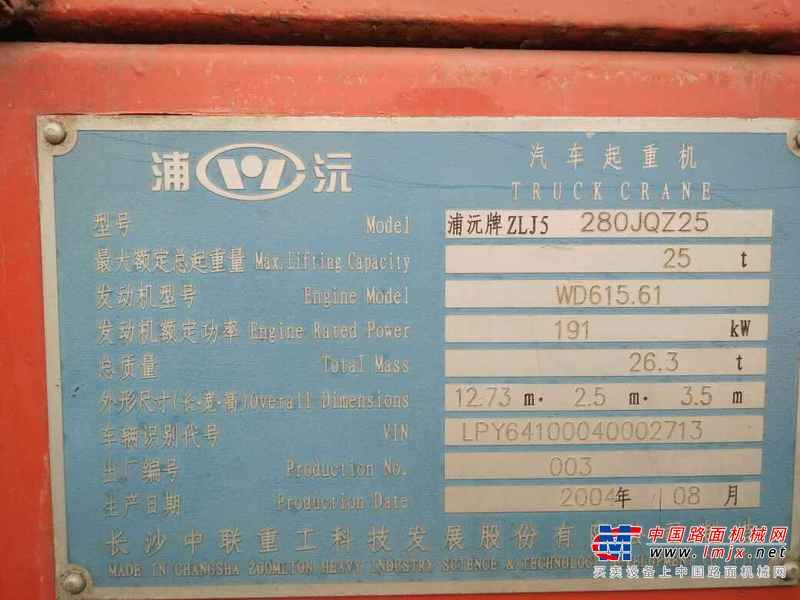 浦沅 汽车起重机
TRUCK CRANE
型号 Model 浦沅牌ZLJ5 280JQZ25
最大额定总起重量 Max. Lifting Capacity 25 t
发动机型号 Engine Model WD615.61
发动机额定功率 Engine Rated Power 191 kW
总质量 Total Mass 26.3 t
外形尺寸(长·宽·高)Overall Dimensions 12.73 m· 2.5 m· 3.5 m
车辆识别代号 VIN LPY64100040002713
出厂编号 Production No. 003
生产日期 Production Date 2004年 08月
长沙中联重工科技发展股份有
MADE IN CHANGSHA ZOOMLION HEAVY INDUSTRY SCIENCE & TECHNOLOGY
中国路面机械网
www.lmjx.net
买卖设备上中国路面机械网